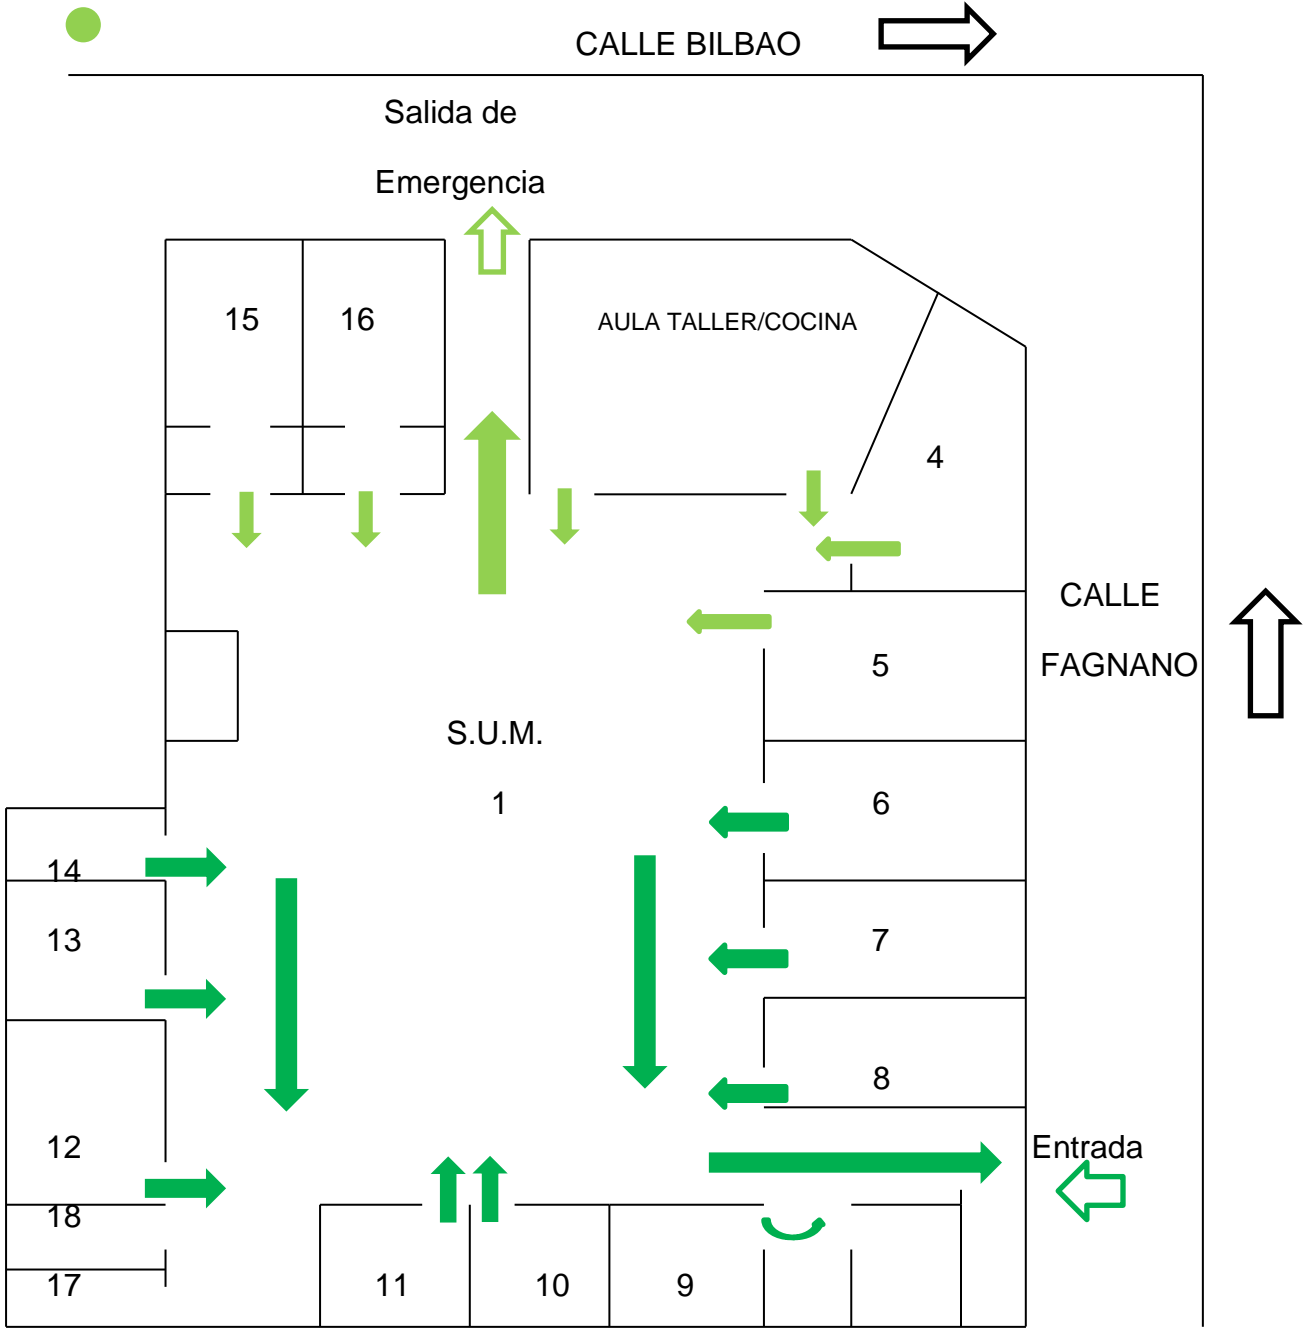 CALLE BILBAO
Salida de
Emergencia
15
16
AULA TALLER/COCINA
4
CALLE
FAGNANO
5
S.U.M.
1
6
14
13
7
8
12
Entrada
18
17
11
10
9